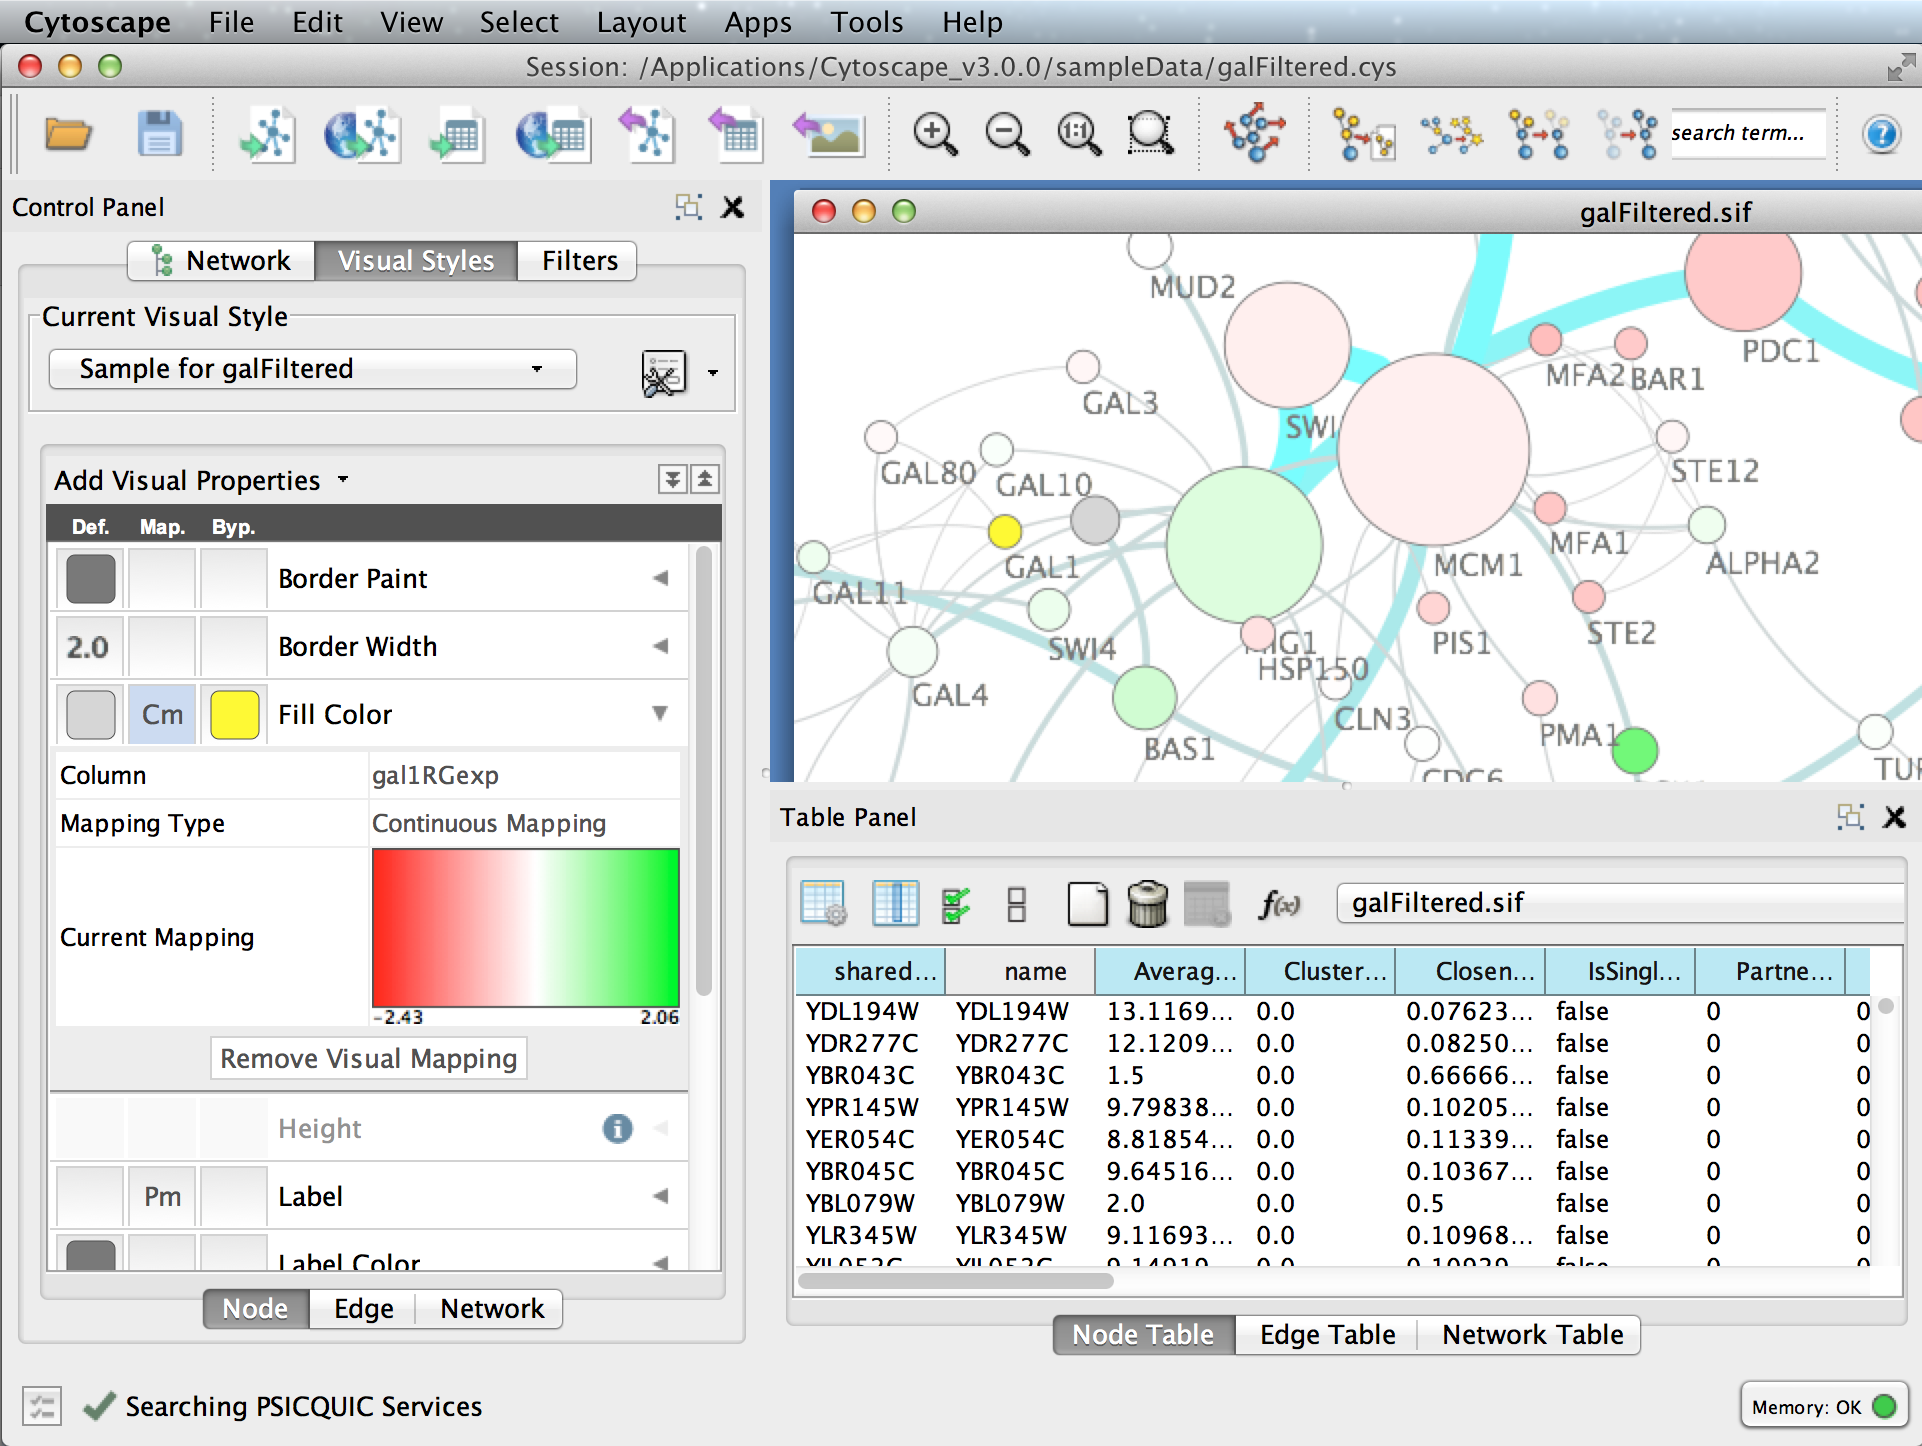 Cytoscape File Edit View Select Layout Apps Tools Help
Session: /Applications/Cytoscape_v3.0.0/sampleData/galFiltered.cys
1:1
search term...
?
Control Panel
Network Visual Styles Filters
Current Visual Style
Sample for galFiltered
Add Visual Properties
Def. Map. Byp.
Border Paint
2.0 Border Width
Cm Fill Color
Column gal1RGexp
Mapping Type Continuous Mapping
Current Mapping
-2.43 2.06
Remove Visual Mapping
Height i
Pm Label
Label Color
Node Edge Network
galFiltered.sif
MUD2
PDC1
MFA2 BAR1
GAL3
SWI
GAL80
GAL10
STE12
GAL1
MCM1
MFA1
ALPHA2
GAL11
SWI4
PIS1
STE2
HSP150
GAL4
CLN3
PMA1
BAS1
CDC6
Table Panel
f(x) galFiltered.sif
shared... name Averag... Cluster... Closen... IsSingl... Partne...
YDL194W YDL194W 13.1169... 0.0 0.07623... false 0 0
YDR277C YDR277C 12.1209... 0.0 0.08250... false 0 0
YBR043C YBR043C 1.5 0.0 0.66666... false 0 0
YPR145W YPR145W 9.79838... 0.0 0.10205... false 0 0
YER054C YER054C 8.81854... 0.0 0.11339... false 0 0
YBR045C YBR045C 9.64516... 0.0 0.10367... false 0 0
YBL079W YBL079W 2.0 0.0 0.5 false 0 0
YLR345W YLR345W 9.11693... 0.0 0.10968... false 0 0
Node Table Edge Table Network Table
Searching PSICQUIC Services
Memory: OK